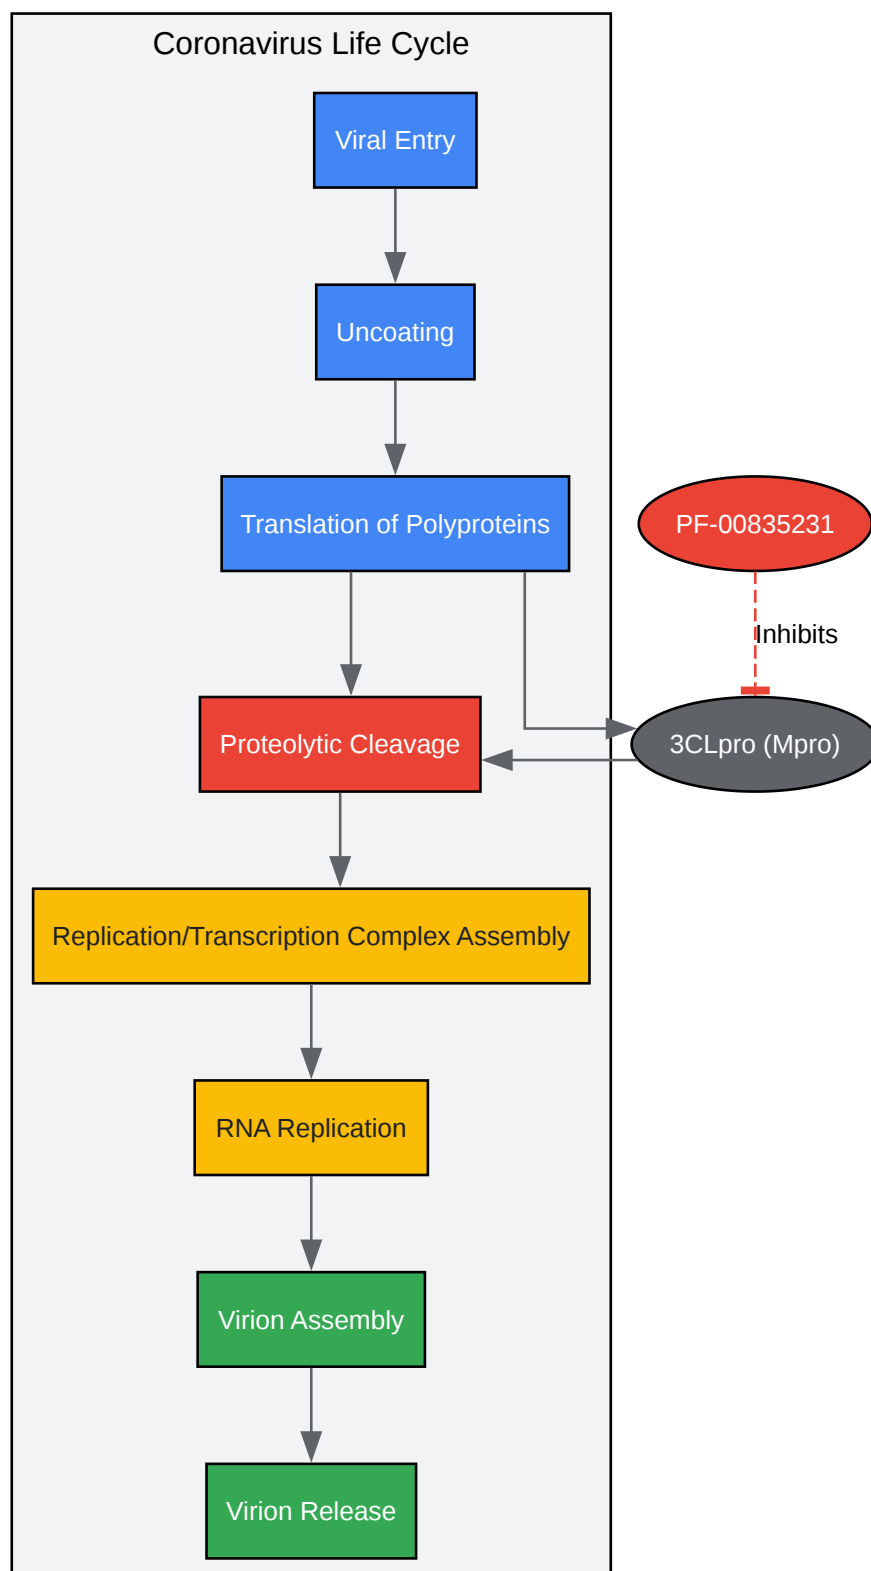 Coronavirus Life Cycle
Viral Entry
Uncoating
Translation of Polyproteins
PF-00835231
Inhibits
Proteolytic Cleavage
3CLpro (Mpro)
Replication/Transcription Complex Assembly
RNA Replication
Virion Assembly
Virion Release